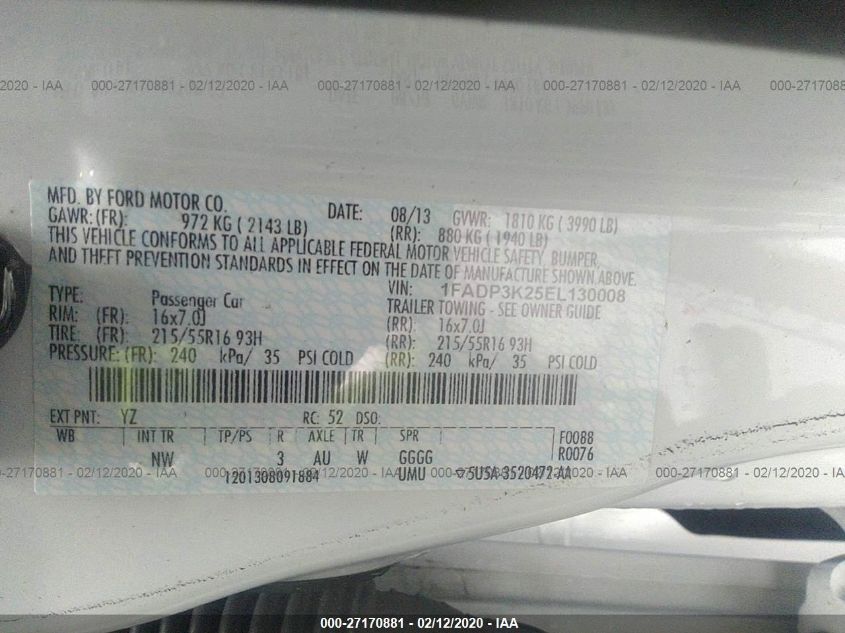 2020 - IAA 000-27170881 - 02/12/2020 - IAA 000-27170881 - 02/12/2020 - IAA 000-27170881
MFD. BY FORD MOTOR CO. DATE: 08/13 GVWR: 1810 KG ( 3990 LB)
GAWR: (FR): 972 KG ( 2143 LB) (RR): 880 KG ( 1940 LB)
THIS VEHICLE CONFORMS TO ALL APPLICABLE FEDERAL MOTOR VEHICLE SAFETY BUMPER,
AND THEFT PREVENTION STANDARDS IN EFFECT ON THE DATE OF MANUFACTURE SHOWN ABOVE.
VIN: 1FADP3K25EL130008
TYPE: Passenger Car TRAILER TOWING - SEE OWNER GUIDE
RIM: (FR): 16x7.0J (RR): 16x7.0J
TIRE: (FR): 215/55R16 93H (RR): 215/55R16 93H
PRESSURE: (FR): 240 kPa/ 35 PSI COLD (RR): 240 kPa/ 35 PSI COLD
EXT PNT: YZ RC: 52 DSO:
WB INT TR TP/PS R AXLE TR SPR F0088
NW 3 AU W GGGG R0076
1201308091884 UMU 5USA-3520472-AA
000-27170881 - 02/12/2020 - IAA 000-27170881 - 02/12/2020 - IAA
000-27170881 - 02/12/2020 - IAA